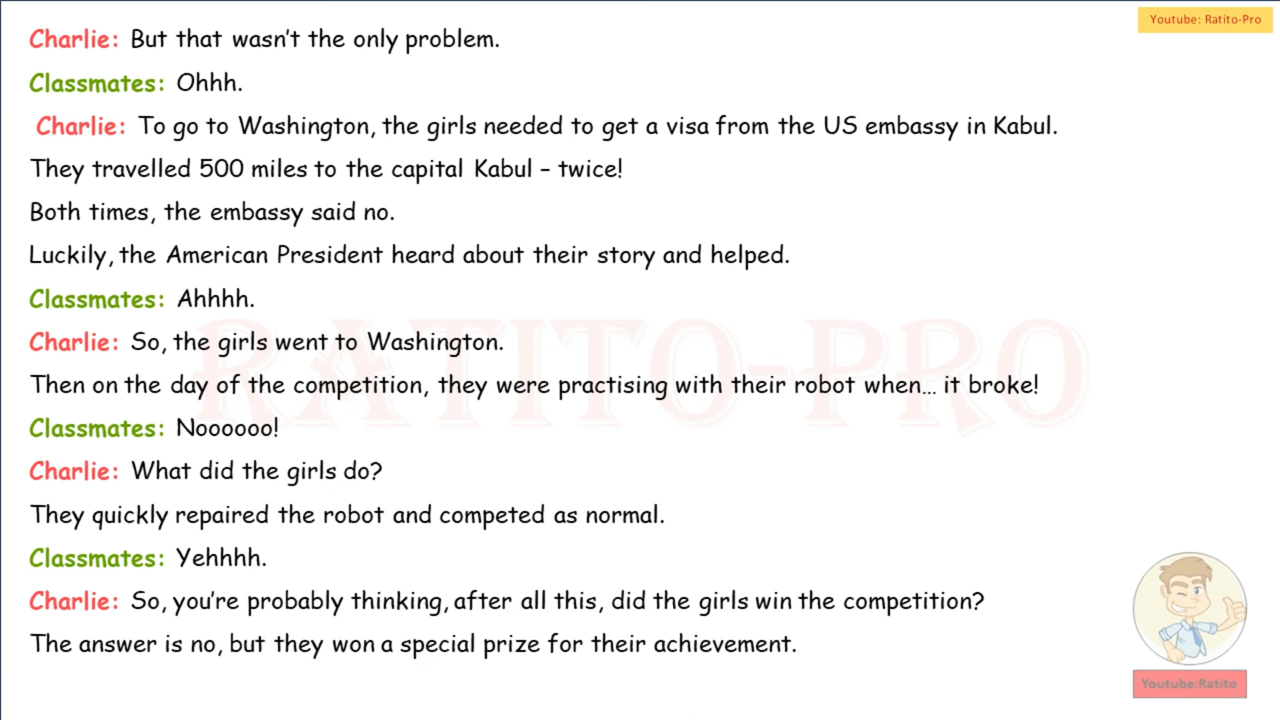 Youtube: Ratito-Pro
Charlie: But that wasn't the only problem.
Classmates: Ohhh.
Charlie: To go to Washington, the girls needed to get a visa from the US embassy in Kabul.
They travelled 500 miles to the capital Kabul – twice!
Both times, the embassy said no.
Luckily, the American President heard about their story and helped.
Classmates: Ahhhh.
Charlie: So, the girls went to Washington.
RATITO-PRO
Then on the day of the competition, they were practising with their robot when... it broke!
Classmates: Noooooo!
Charlie: What did the girls do?
They quickly repaired the robot and competed as normal.
Classmates: Yehhhh.
Charlie: So, you're probably thinking, after all this, did the girls win the competition?
The answer is no, but they won a special prize for their achievement.
Youtube:Ratito